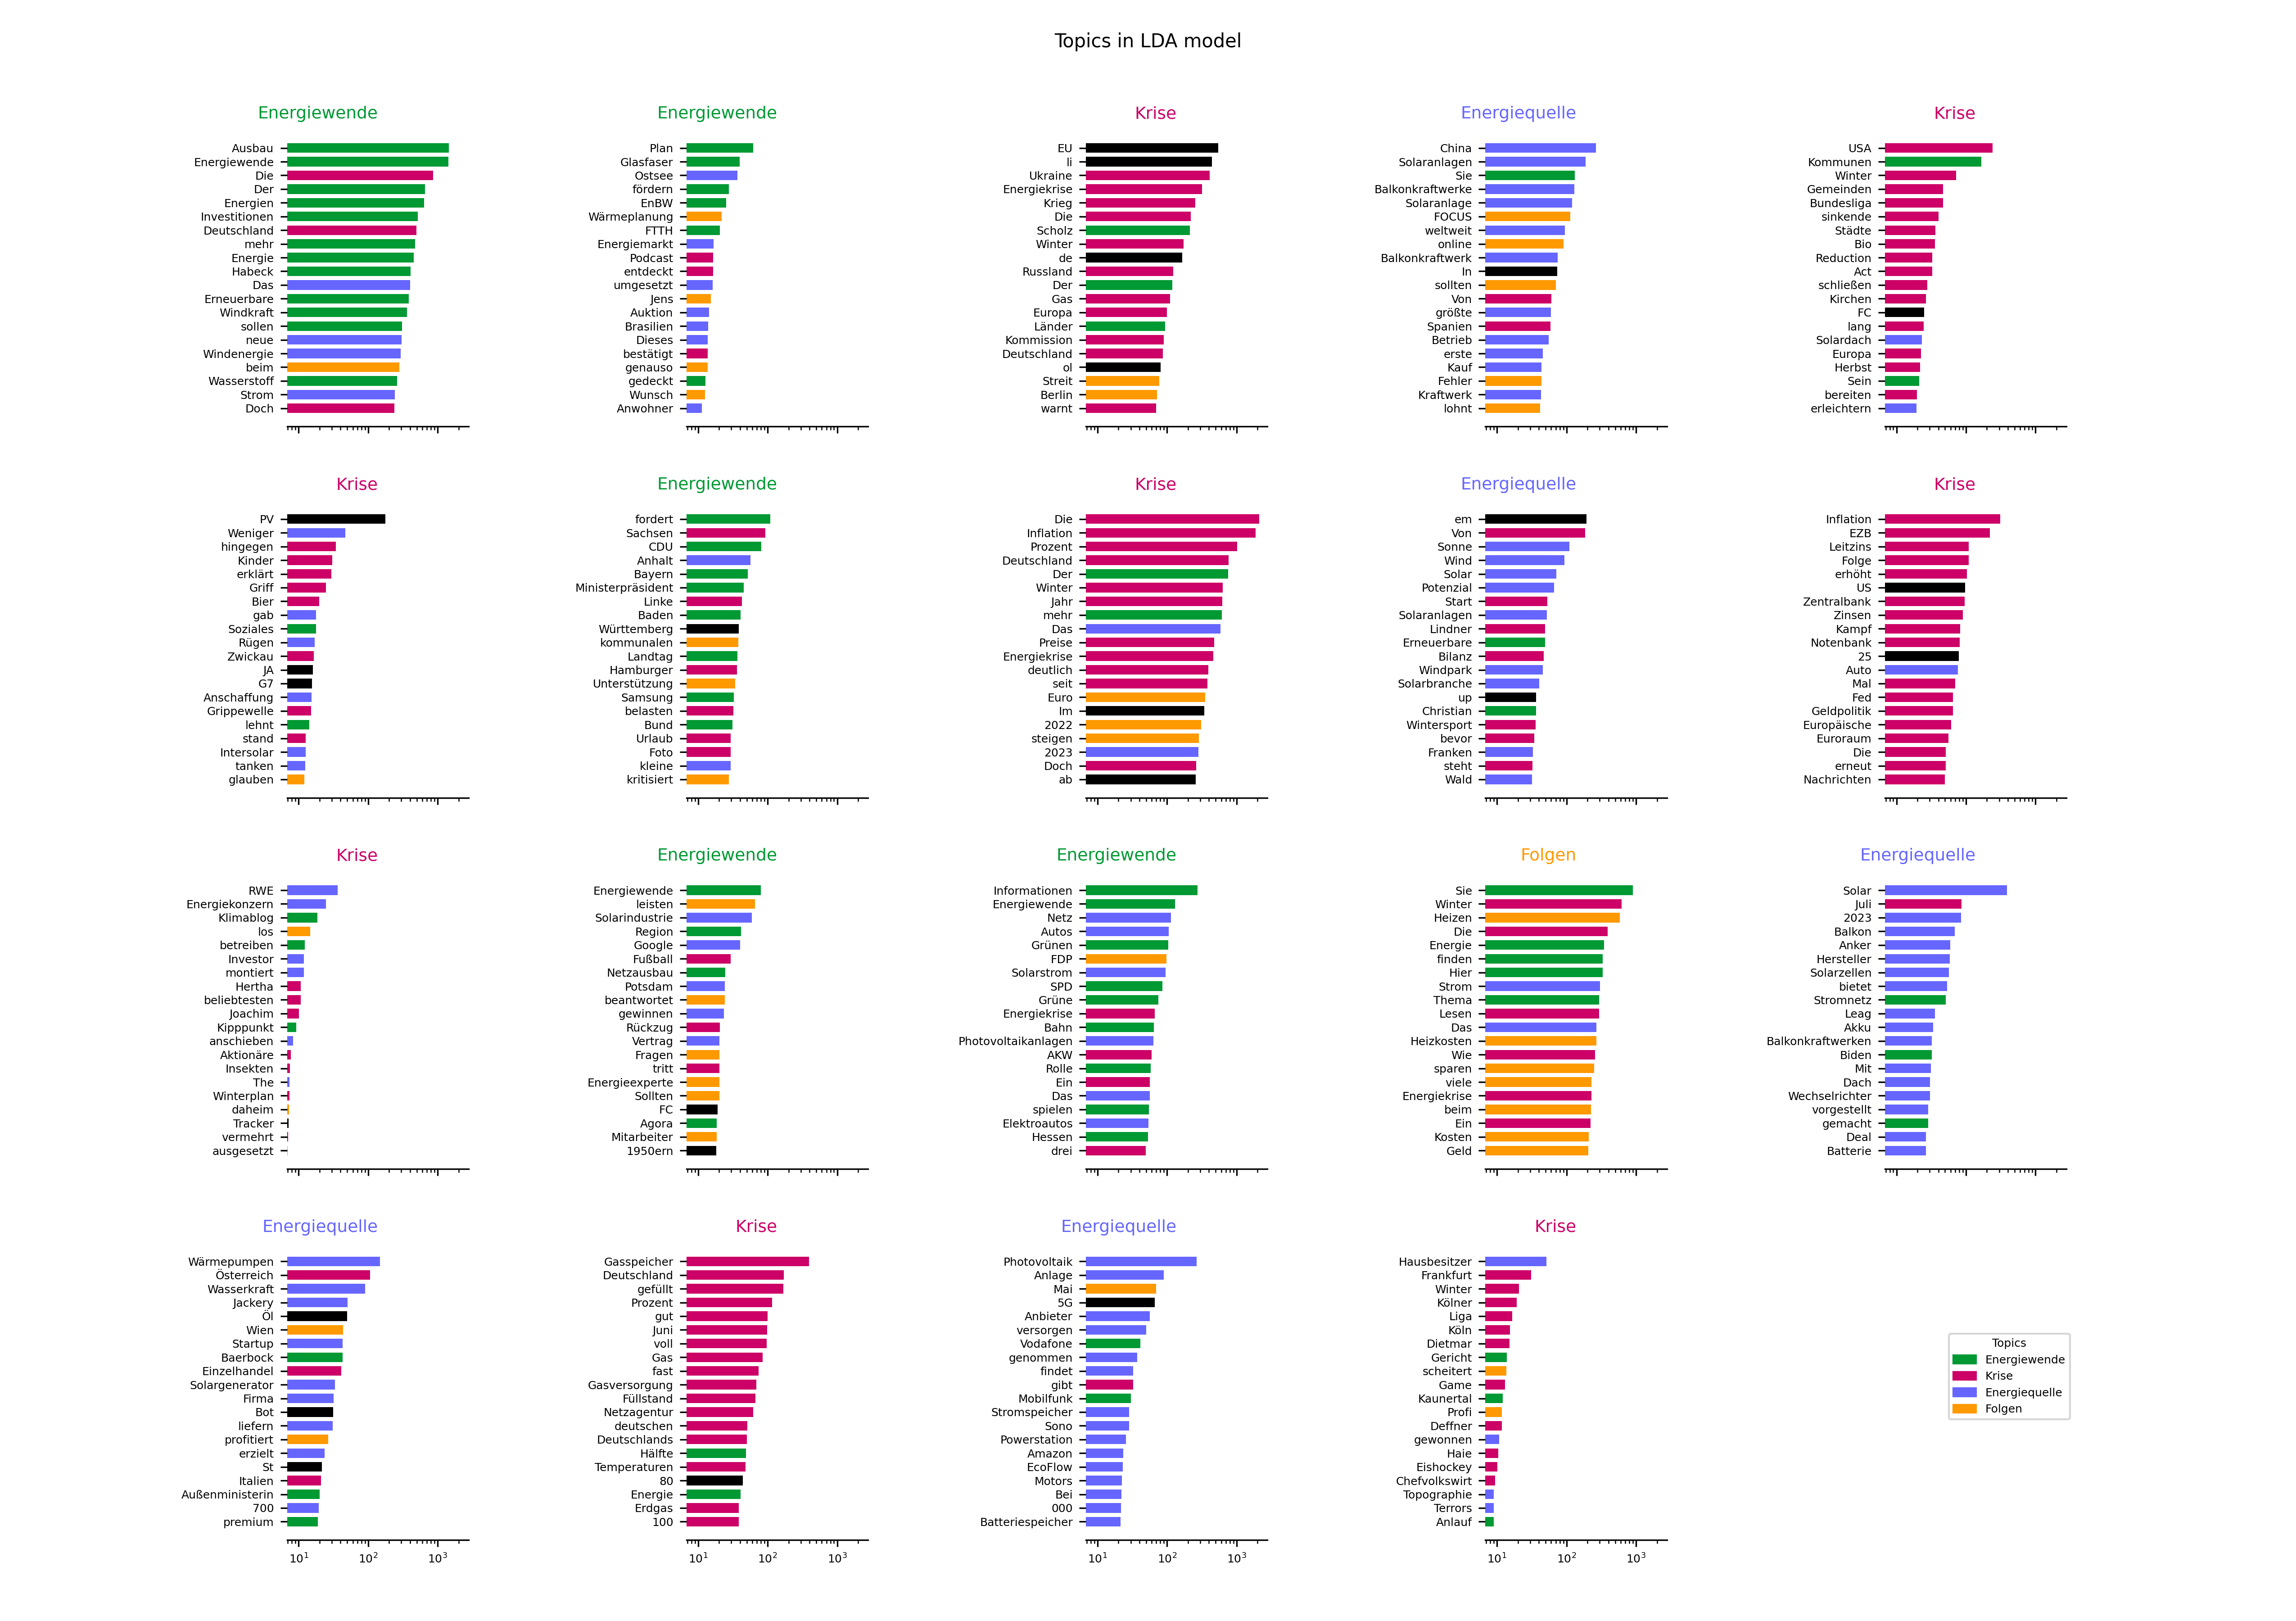 Topics in LDA model
Energiewende
Ausbau
Energiewende
Die
Der
Energien
Investitionen
Deutschland
mehr
Energie
Habeck
Das
Erneuerbare
Windkraft
sollen
neue
Windenergie
beim
Wasserstoff
Strom
Doch
Energiewende
Plan
Glasfaser
Ostsee
fördern
EnBW
Wärmeplanung
FTTH
Energiemarkt
Podcast
entdeckt
umgesetzt
Jens
Auktion
Brasilien
Dieses
bestätigt
genauso
gedeckt
Wunsch
Anwohner
Krise
EU
li
Ukraine
Energiekrise
Krieg
Die
Scholz
Winter
de
Russland
Der
Gas
Europa
Länder
Kommission
Deutschland
ol
Streit
Berlin
warnt
Energiequelle
China
Solaranlagen
Sie
Balkonkraftwerke
Solaranlage
FOCUS
weltweit
online
Balkonkraftwerk
In
sollten
Von
größte
Spanien
Betrieb
erste
Kauf
Fehler
Kraftwerk
lohnt
Krise
USA
Kommunen
Winter
Gemeinden
Bundesliga
sinkende
Städte
Bio
Reduction
Act
schließen
Kirchen
FC
lang
Solardach
Europa
Herbst
Sein
bereiten
erleichtern
Krise
PV
Weniger
hingegen
Kinder
erklärt
Griff
Bier
gab
Soziales
Rügen
Zwickau
JA
G7
Anschaffung
Grippewelle
lehnt
stand
Intersolar
tanken
glauben
Energiewende
fordert
Sachsen
CDU
Anhalt
Bayern
Ministerpräsident
Linke
Baden
Württemberg
kommunalen
Landtag
Hamburger
Unterstützung
Samsung
belasten
Bund
Urlaub
Foto
kleine
kritisiert
Krise
Die
Inflation
Prozent
Deutschland
Der
Winter
Jahr
mehr
Das
Preise
Energiekrise
deutlich
seit
Euro
Im
2022
steigen
2023
Doch
ab
Energiequelle
em
Von
Sonne
Wind
Solar
Potenzial
Start
Solaranlagen
Lindner
Erneuerbare
Bilanz
Windpark
Solarbranche
up
Christian
Wintersport
bevor
Franken
steht
Wald
Krise
Inflation
EZB
Leitzins
Folge
erhöht
US
Zentralbank
Zinsen
Kampf
Notenbank
25
Auto
Mal
Fed
Geldpolitik
Europäische
Euroraum
Die
erneut
Nachrichten
Krise
RWE
Energiekonzern
Klimablog
los
betreiben
Investor
montiert
Hertha
beliebtesten
Joachim
Kipppunkt
anschieben
Aktionäre
Insekten
The
Winterplan
daheim
Tracker
vermehrt
ausgesetzt
Energiewende
Energiewende
leisten
Solarindustrie
Region
Google
Fußball
Netzausbau
Potsdam
beantwortet
gewinnen
Rückzug
Vertrag
Fragen
tritt
Energieexperte
Sollten
FC
Agora
Mitarbeiter
1950ern
Energiewende
Informationen
Energiewende
Netz
Autos
Grünen
FDP
Solarstrom
SPD
Grüne
Energiekrise
Bahn
Photovoltaikanlagen
AKW
Rolle
Ein
Das
spielen
Elektroautos
Hessen
drei
Folgen
Sie
Winter
Heizen
Die
Energie
finden
Hier
Strom
Thema
Lesen
Das
Heizkosten
Wie
sparen
viele
Energiekrise
beim
Ein
Kosten
Geld
Energiequelle
Solar
Juli
2023
Balkon
Anker
Hersteller
Solarzellen
bietet
Stromnetz
Leag
Akku
Balkonkraftwerken
Biden
Mit
Dach
Wechselrichter
vorgestellt
gemacht
Deal
Batterie
Energiequelle
Wärmepumpen
Österreich
Wasserkraft
Jackery
Öl
Wien
Startup
Baerbock
Einzelhandel
Solargenerator
Firma
Bot
liefern
profitiert
erzielt
St
Italien
Außenministerin
700
premium
10¹ 10² 10³
Krise
Gasspeicher
Deutschland
gefüllt
Prozent
gut
Juni
voll
Gas
fast
Gasversorgung
Füllstand
Netzagentur
deutschen
Deutschlands
Hälfte
Temperaturen
80
Energie
Erdgas
100
10¹ 10² 10³
Energiequelle
Photovoltaik
Anlage
Mai
5G
Anbieter
versorgen
Vodafone
genommen
findet
gibt
Mobilfunk
Stromspeicher
Sono
Powerstation
Amazon
EcoFlow
Motors
Bei
000
Batteriespeicher
10¹ 10² 10³
Krise
Hausbesitzer
Frankfurt
Winter
Kölner
Liga
Köln
Dietmar
Gericht
scheitert
Game
Kaunertal
Profi
Deffner
gewonnen
Haie
Eishockey
Chefvolkswirt
Topographie
Terrors
Anlauf
10¹ 10² 10³
Topics
Energiewende
Krise
Energiequelle
Folgen